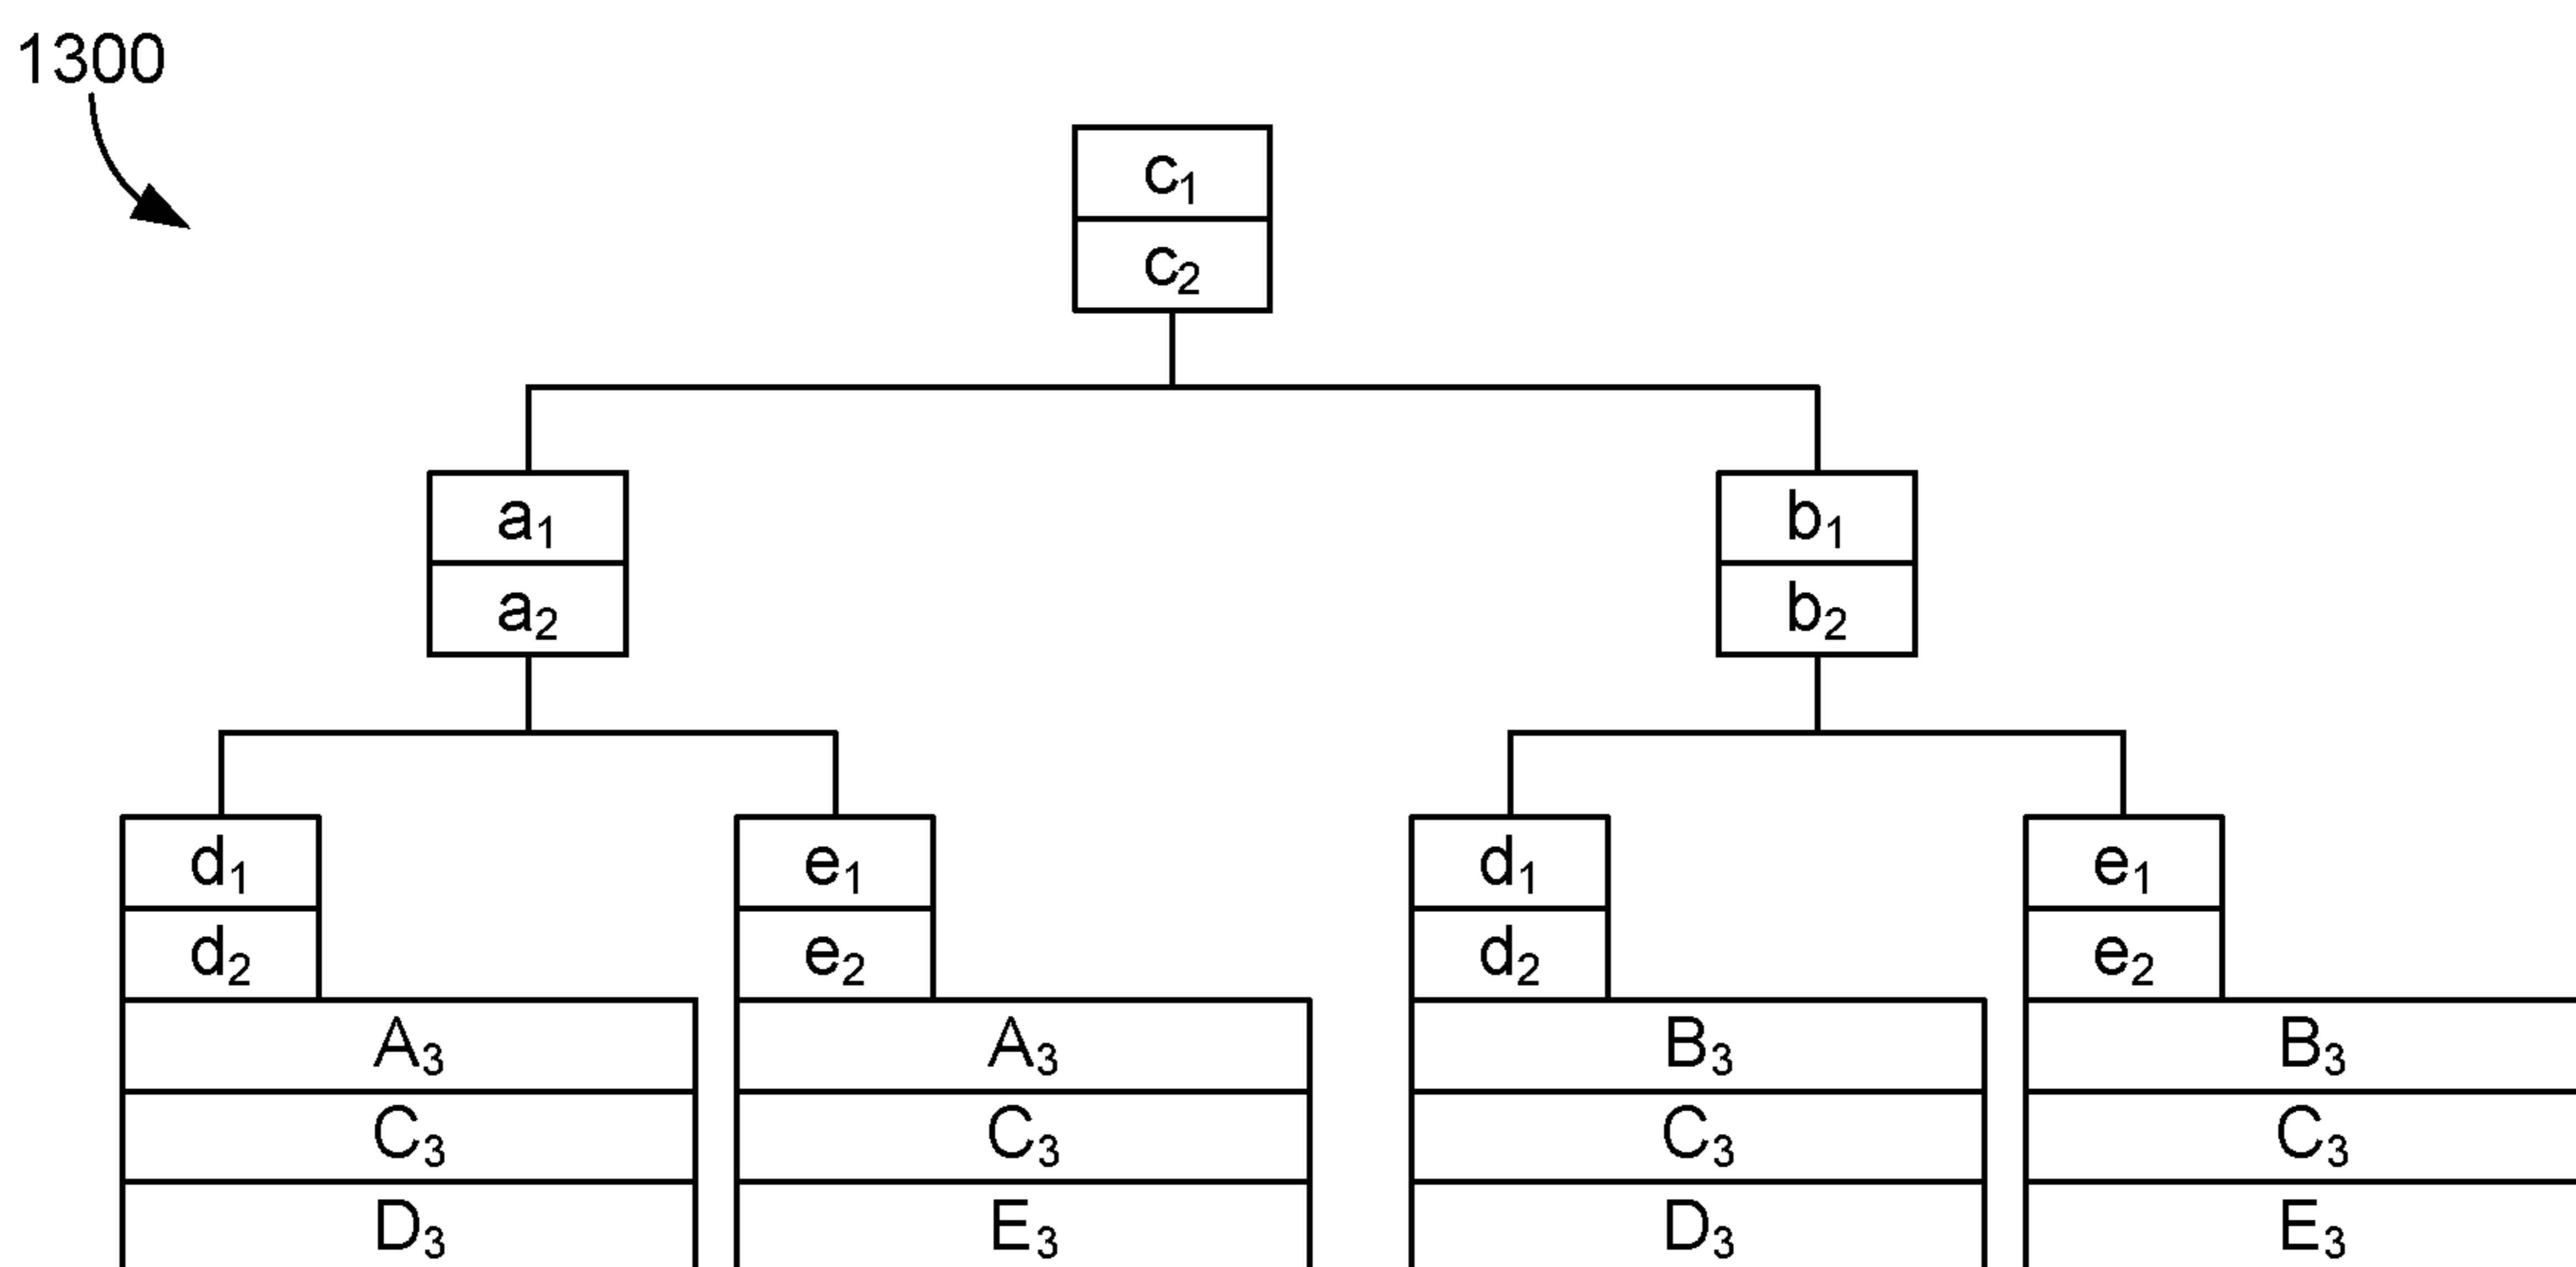 1300
c₁
c₂
a₁ b₁
a₂ b₂
d₁ e₁ d₁ e₁
d₂ e₂ d₂ e₂
A₃ A₃ B₃ B₃
C₃ C₃ C₃ C₃
D₃ E₃ D₃ E₃